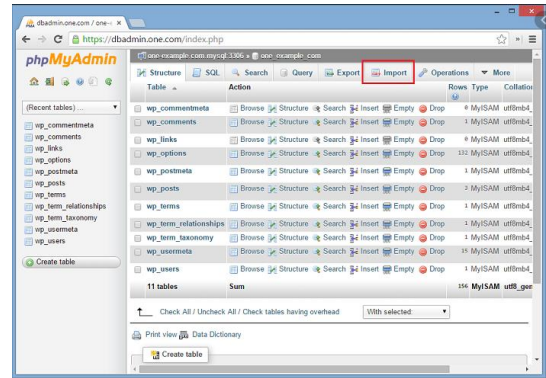 dbadmin.one.com / one-e
https://dbadmin.one.com/index.php
phpMyAdmin
one-example.com.mysql:3306 » one_example_com
Structure SQL Search Query Export Import Operations More
Table Action Rows Type Collation
(Recent tables) ...
wp_commentmeta
wp_comments
wp_links
wp_options
wp_postmeta
wp_posts
wp_terms
wp_term_relationships
wp_term_taxonomy
wp_usermeta
wp_users
Create table
wp_commentmeta Browse Structure Search Insert Empty Drop 0 MyISAM utf8mb4_
wp_comments Browse Structure Search Insert Empty Drop 1 MyISAM utf8mb4_
wp_links Browse Structure Search Insert Empty Drop 0 MyISAM utf8mb4_
wp_options Browse Structure Search Insert Empty Drop MyISAM utf8mb4_
wp_postmeta Browse Structure Search Insert Empty Drop 1 MyISAM utf8mb4_
wp_posts Browse Structure Search Insert Empty Drop MyISAM utf8mb4_
wp_terms Browse Structure Search Insert Empty Drop 1 MyISAM utf8mb4_
wp_term_relationships Browse Structure Search Insert Empty Drop 1 MyISAM utf8mb4_
wp_term_taxonomy Browse Structure Search Insert Empty Drop 1 MyISAM utf8mb4_
wp_usermeta Browse Structure Search Insert Empty Drop 15 MyISAM utf8mb4_
wp_users Browse Structure Search Insert Empty Drop 1 MyISAM utf8mb4_
11 tables Sum 156 MyISAM utf8_gen
Check All / Uncheck All / Check tables having overhead With selected:
Print view Data Dictionary
Create table